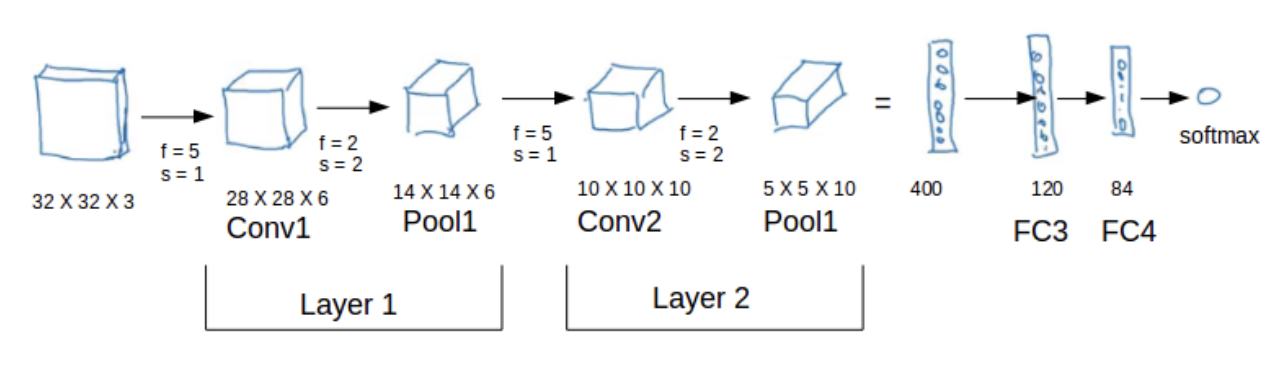 f = 5
s = 1
f = 2
s = 2
f = 5
s = 1
f = 2
s = 2
=
softmax
32 X 32 X 3
28 X 28 X 6
14 X 14 X 6
10 X 10 X 10
5 X 5 X 10
400
120
84
Conv1
Pool1
Conv2
Pool1
FC3
FC4
Layer 1
Layer 2